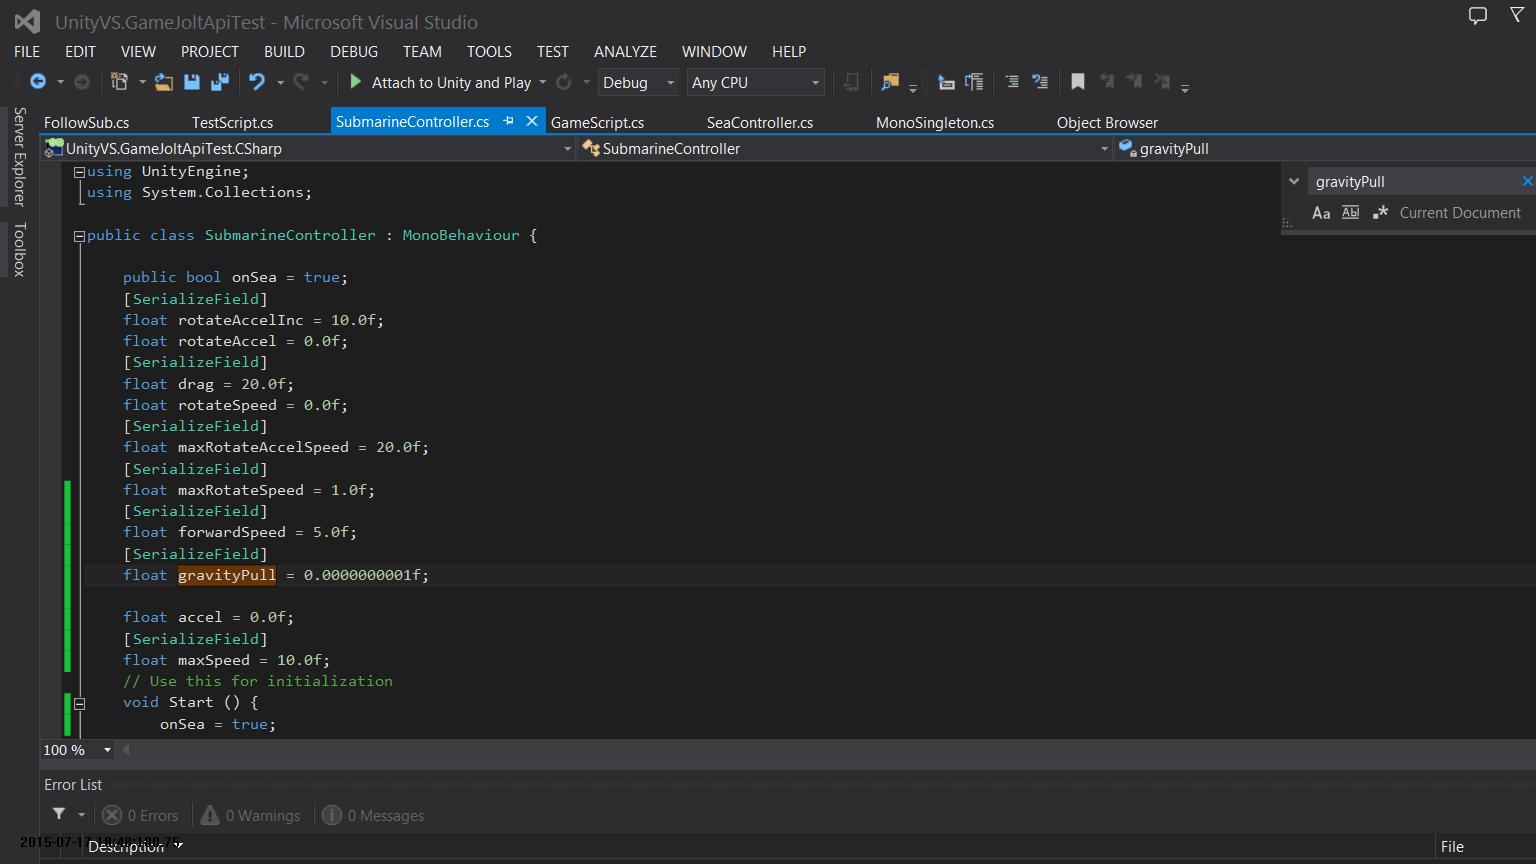 UnityVS.GameJoltApiTest - Microsoft Visual Studio
FILE EDIT VIEW PROJECT BUILD DEBUG TEAM TOOLS TEST ANALYZE WINDOW HELP
Attach to Unity and Play Debug Any CPU
Server Explorer
Toolbox
FollowSub.cs TestScript.cs SubmarineController.cs GameScript.cs SeaController.cs MonoSingleton.cs Object Browser
UnityVS.GameJoltApiTest.CSharp SubmarineController gravityPull
gravityPull
Aa Abl .* Current Document
using UnityEngine;
using System.Collections;
public class SubmarineController : MonoBehaviour {
public bool onSea = true;
[SerializeField]
float rotateAccelInc = 10.0f;
float rotateAccel = 0.0f;
[SerializeField]
float drag = 20.0f;
float rotateSpeed = 0.0f;
[SerializeField]
float maxRotateAccelSpeed = 20.0f;
[SerializeField]
float maxRotateSpeed = 1.0f;
[SerializeField]
float forwardSpeed = 5.0f;
[SerializeField]
float gravityPull = 0.0000000001f;
float accel = 0.0f;
[SerializeField]
float maxSpeed = 10.0f;
// Use this for initialization
void Start () {
onSea = true;
100 %
Error List
0 Errors 0 Warnings 0 Messages
2015-07-17
Description File